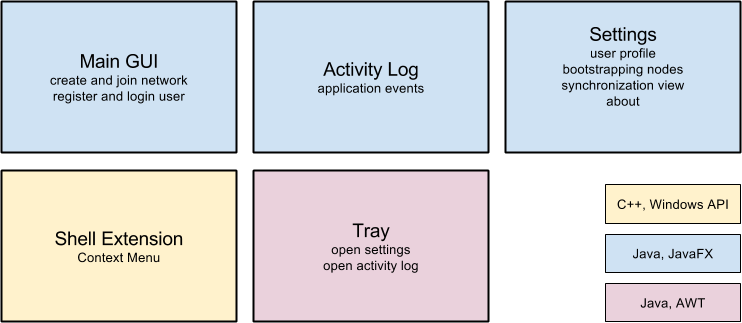 Main GUI
create and join network
register and login user
Activity Log
application events
Settings
user profile
bootstrapping nodes
synchronization view
about
Shell Extension
Context Menu
Tray
open settings
open activity log
C++, Windows API
Java, JavaFX
Java, AWT